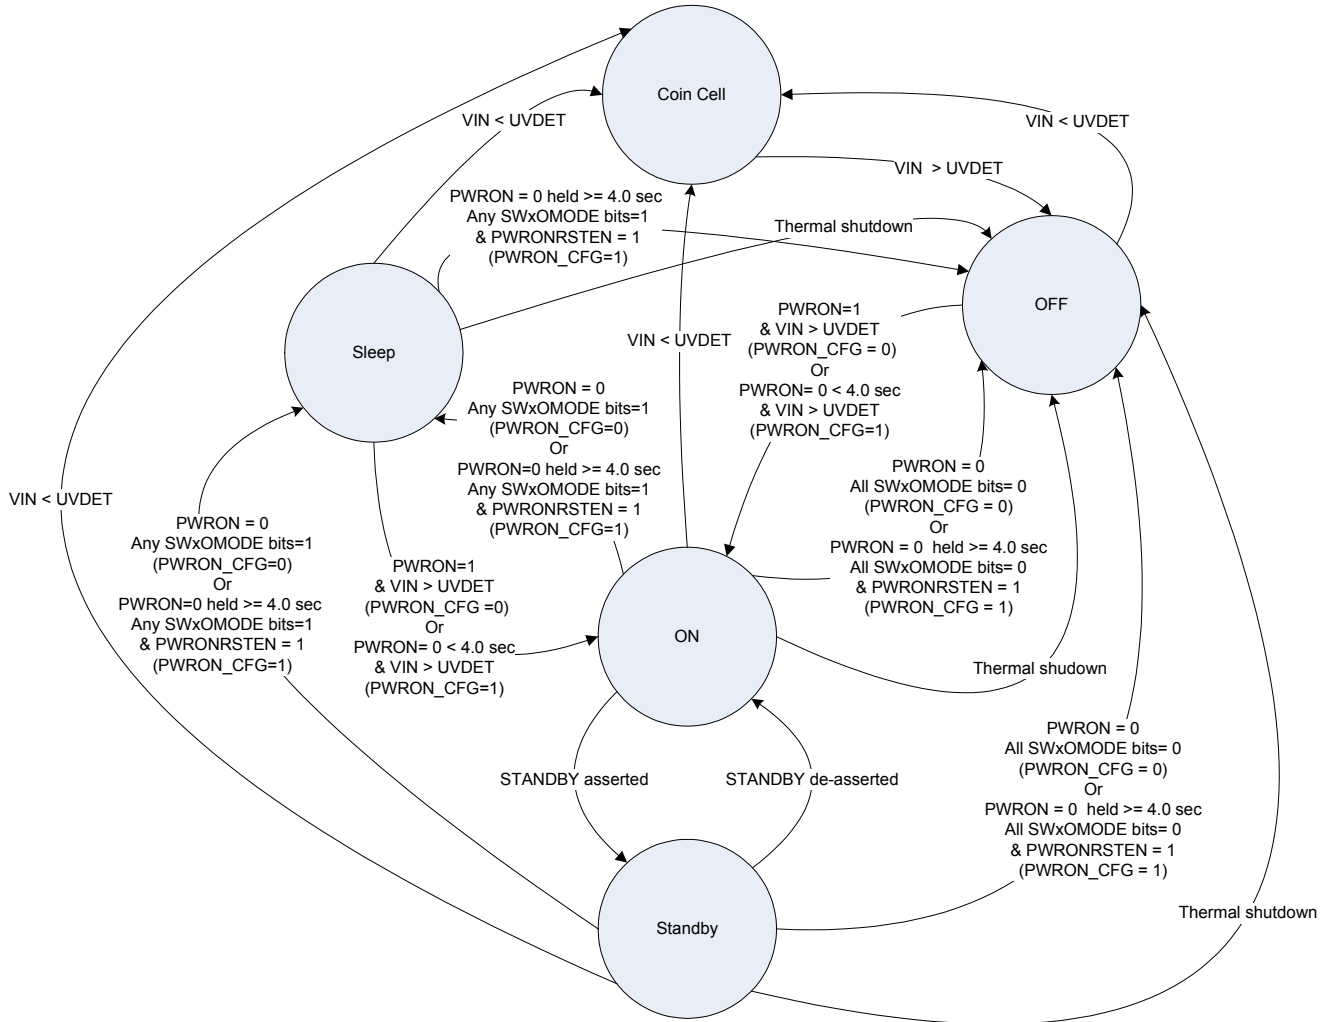 Coin Cell
VIN < UVDET
VIN < UVDET
VIN  > UVDET
PWRON = 0 held >= 4.0 sec
Any SWxOMODE bits=1
& PWRONRSTEN = 1
(PWRON_CFG=1)
Thermal shutdown
OFF
Sleep
VIN < UVDET
PWRON=1
& VIN > UVDET
(PWRON_CFG = 0)
Or
PWRON= 0 < 4.0 sec
& VIN > UVDET
(PWRON_CFG=1)
PWRON = 0
Any SWxOMODE bits=1
(PWRON_CFG=0)
Or
PWRON=0 held >= 4.0 sec
Any SWxOMODE bits=1
& PWRONRSTEN = 1
(PWRON_CFG=1)
PWRON = 0
All SWxOMODE bits= 0
(PWRON_CFG = 0)
Or
PWRON = 0  held >= 4.0 sec
All SWxOMODE bits= 0
& PWRONRSTEN = 1
(PWRON_CFG = 1)
VIN < UVDET
PWRON = 0
Any SWxOMODE bits=1
(PWRON_CFG=0)
Or
PWRON=0 held >= 4.0 sec
Any SWxOMODE bits=1
& PWRONRSTEN = 1
(PWRON_CFG=1)
PWRON=1
& VIN > UVDET
(PWRON_CFG =0)
Or
PWRON= 0 < 4.0 sec
& VIN > UVDET
(PWRON_CFG=1)
ON
Thermal shudown
STANDBY asserted
STANDBY de-asserted
PWRON = 0
All SWxOMODE bits= 0
(PWRON_CFG = 0)
Or
PWRON = 0  held >= 4.0 sec
All SWxOMODE bits= 0
& PWRONRSTEN = 1
(PWRON_CFG = 1)
Thermal shutdown
Standby